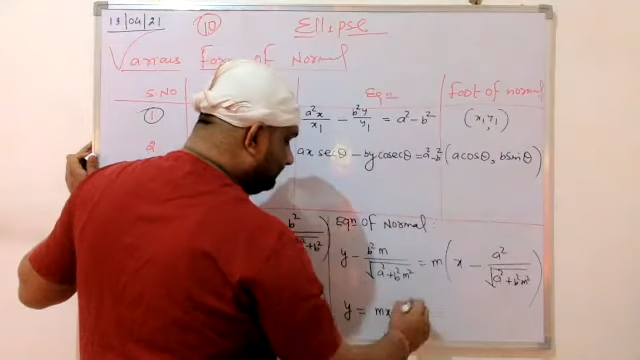 19/04/21 (10) Ellipse
Various form of Normal
S.NO Eqn Foot of normal
(1) a²x/x₁ - b²y/y₁ = a² - b² (x₁, y₁)
2 ax secθ - by cosecθ = a² - b² (a cosθ, b sinθ)
Eqn of Normal:
y - b²m/√(a² + b²m²) = m(x - a²/√(a² + b²m²))
y = mx